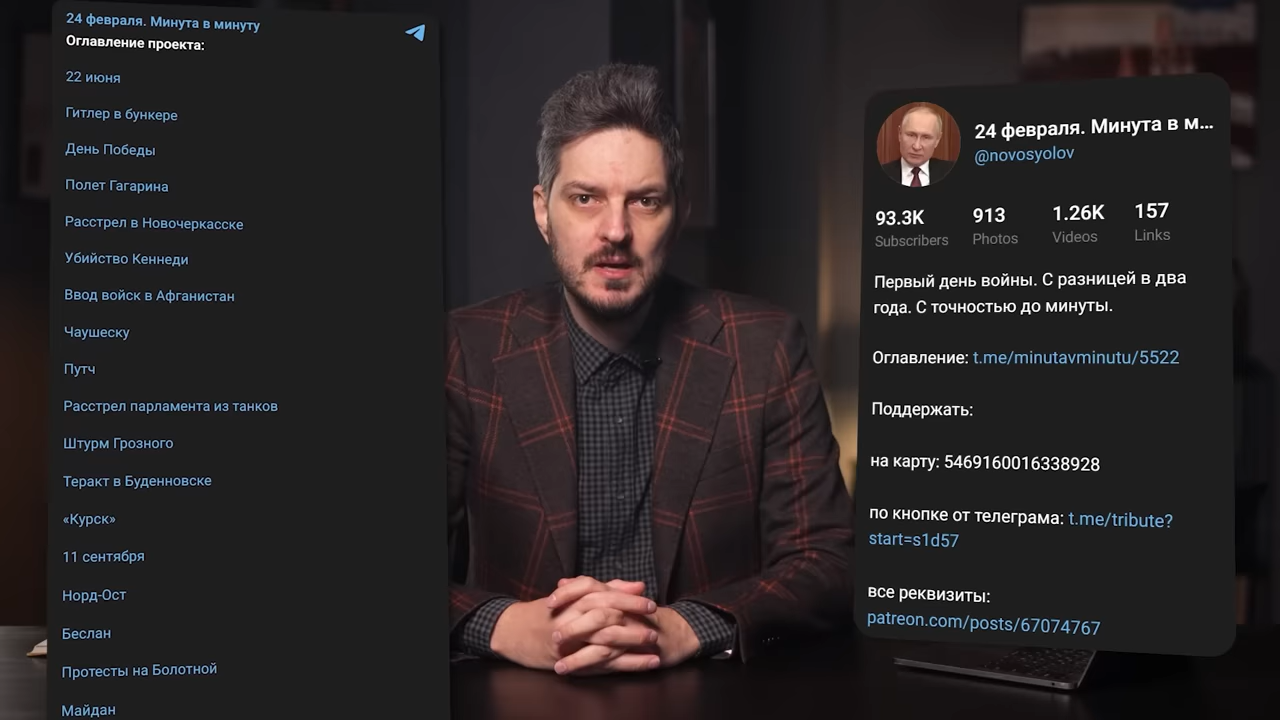 24 февраля. Минута в минуту
Оглавление проекта:
22 июня
Гитлер в бункере
День Победы
Полет Гагарина
Расстрел в Новочеркасске
Убийство Кеннеди
Ввод войск в Афганистан
Чаушеску
Путч
Расстрел парламента из танков
Штурм Грозного
Теракт в Буденновске
«Курск»
11 сентября
Норд-Ост
Беслан
Протесты на Болотной
Майдан
24 февраля. Минута в м...
@novosyolov
93.3K 913 1.26K 157
Subscribers Photos Videos Links
Первый день войны. С разницей в два
года. С точностью до минуты.
Оглавление: t.me/minutavminutu/5522
Поддержать:
на карту: 5469160016338928
по кнопке от телеграма: t.me/tribute?
start=s1d57
все реквизиты:
patreon.com/posts/67074767